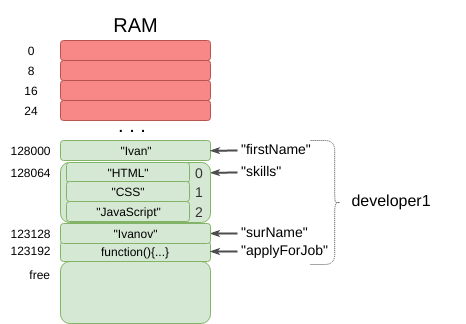 RAM
0
8
16
24
. . .
128000 "Ivan" "firstName"
128064 "HTML" 0 "skills"
"CSS" 1
"JavaScript" 2
developer1
123128 "Ivanov" "surName"
123192 function(){...} "applyForJob"
free